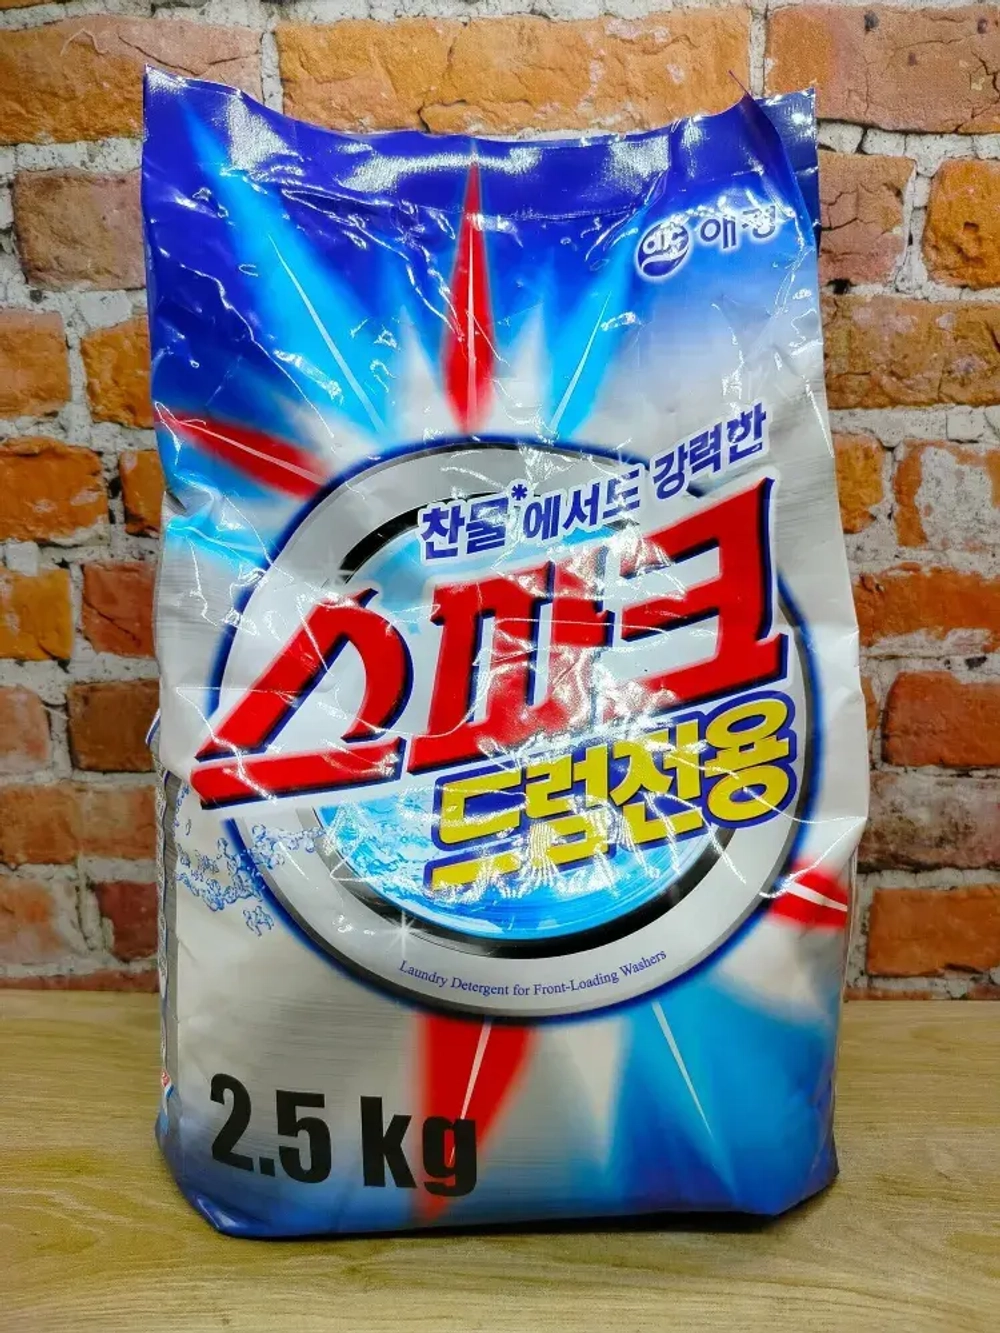 애경
찬물*에서도 강력한
스파크
드럼전용
Laundry Detergent for Front-Loading Washers
2.5 kg